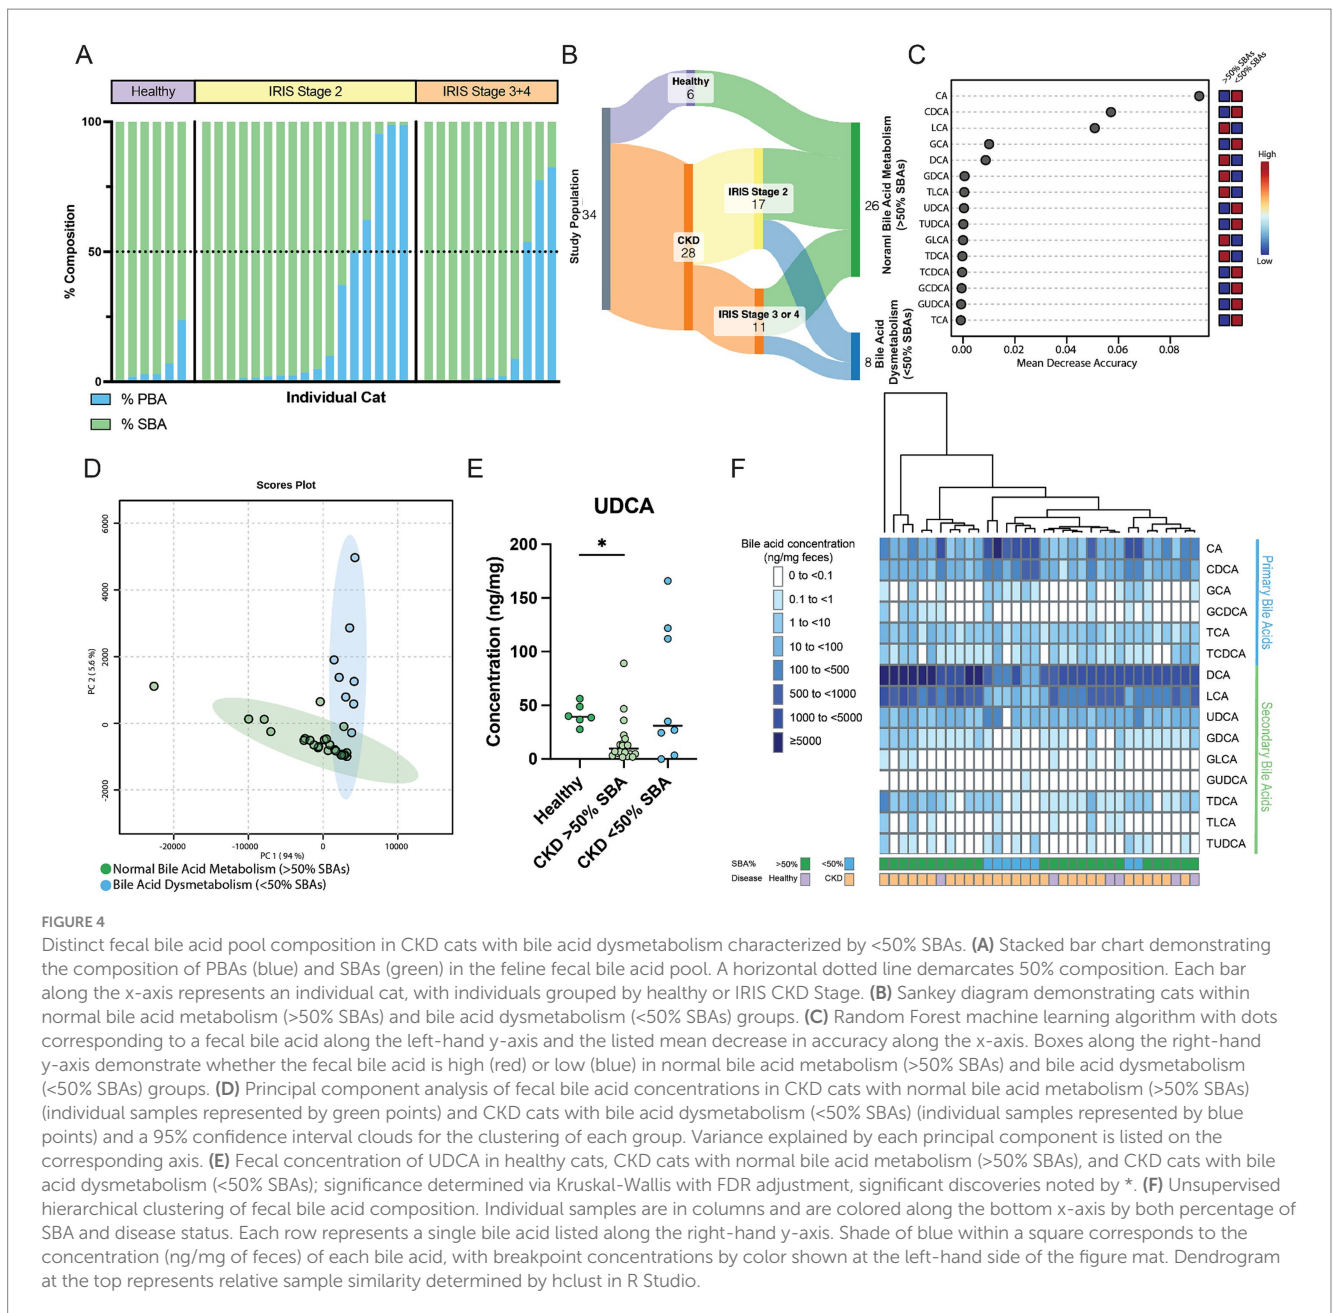 A
Healthy
IRIS Stage 2
IRIS Stage 3+4
100
50
0
% Composition
Individual Cat
% PBA
% SBA
B
Study Population
34
Healthy
6
CKD
28
IRIS Stage 2
17
IRIS Stage 3 or 4
11
26
Noraml Bile Acid Metabolism
(>50% SBAs)
8
Bile Acid
Dysmetabolism
(<50% SBAs)
C
>50% SBAs
<50% SBAs
CA
CDCA
LCA
GCA
DCA
GDCA
TLCA
UDCA
TUDCA
GLCA
TDCA
TCDCA
GCDCA
GUDCA
TCA
0.00 0.02 0.04 0.06 0.08
Mean Decrease Accuracy
High
Low
D
Scores Plot
PC 2 ( 5.6 %)
6000
4000
2000
0
-2000
-20000 -10000 0 10000
PC 1 ( 94 %)
Normal Bile Acid Metabolism (>50% SBAs)
Bile Acid Dysmetabolism (<50% SBAs)
E
UDCA
Concentration (ng/mg)
200
150
100
50
0
*
Healthy
CKD >50% SBA
CKD <50% SBA
F
Bile acid concentration
(ng/mg feces)
0 to <0.1
0.1 to <1
1 to <10
10 to <100
100 to <500
500 to <1000
1000 to <5000
≥5000
CA
CDCA
GCA
GCDCA
TCA
TCDCA
DCA
LCA
UDCA
GDCA
GLCA
GUDCA
TDCA
TLCA
TUDCA
Primary Bile Acids
Secondary Bile Acids
SBA% >50% <50%
Disease Healthy CKD
FIGURE 4
Distinct fecal bile acid pool composition in CKD cats with bile acid dysmetabolism characterized by <50% SBAs. (A) Stacked bar chart demonstrating
the composition of PBAs (blue) and SBAs (green) in the feline fecal bile acid pool. A horizontal dotted line demarcates 50% composition. Each bar
along the x-axis represents an individual cat, with individuals grouped by healthy or IRIS CKD Stage. (B) Sankey diagram demonstrating cats within
normal bile acid metabolism (>50% SBAs) and bile acid dysmetabolism (<50% SBAs) groups. (C) Random Forest machine learning algorithm with dots
corresponding to a fecal bile acid along the left-hand y-axis and the listed mean decrease in accuracy along the x-axis. Boxes along the right-hand
y-axis demonstrate whether the fecal bile acid is high (red) or low (blue) in normal bile acid metabolism (>50% SBAs) and bile acid dysmetabolism
(<50% SBAs) groups. (D) Principal component analysis of fecal bile acid concentrations in CKD cats with normal bile acid metabolism (>50% SBAs)
(individual samples represented by green points) and CKD cats with bile acid dysmetabolism (<50% SBAs) (individual samples represented by blue
points) and a 95% confidence interval clouds for the clustering of each group. Variance explained by each principal component is listed on the
corresponding axis. (E) Fecal concentration of UDCA in healthy cats, CKD cats with normal bile acid metabolism (>50% SBAs), and CKD cats with bile
acid dysmetabolism (<50% SBAs); significance determined via Kruskal-Wallis with FDR adjustment, significant discoveries noted by *. (F) Unsupervised
hierarchical clustering of fecal bile acid composition. Individual samples are in columns and are colored along the bottom x-axis by both percentage of
SBA and disease status. Each row represents a single bile acid listed along the right-hand y-axis. Shade of blue within a square corresponds to the
concentration (ng/mg of feces) of each bile acid, with breakpoint concentrations by color shown at the left-hand side of the figure mat. Dendrogram
at the top represents relative sample similarity determined by hclust in R Studio.